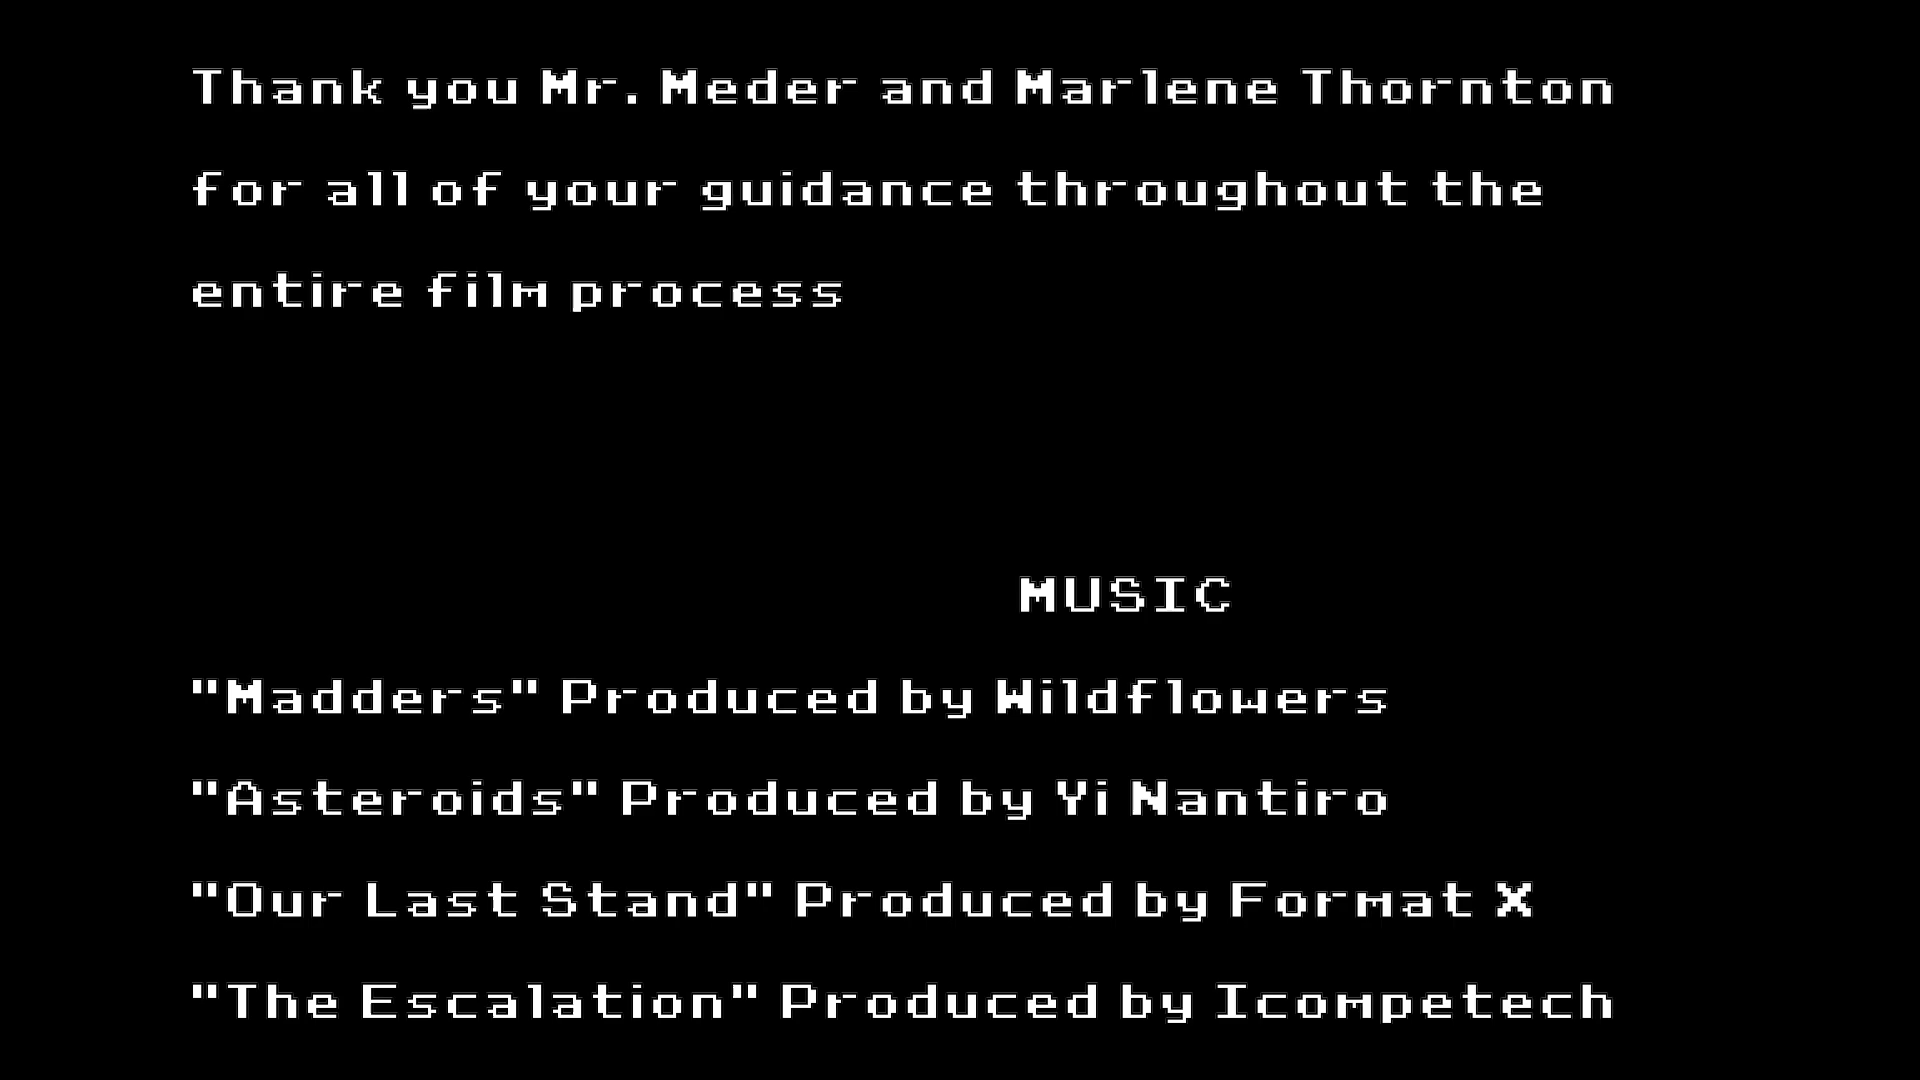 Thank you Mr. Meder and Marlene Thornton
for all of your guidance throughout the
entire film process
MUSIC
"Madders" Produced by Wildflowers
"Asteroids" Produced by Yi Nantiro
"Our Last Stand" Produced by Format X
"The Escalation" Produced by Icompetech